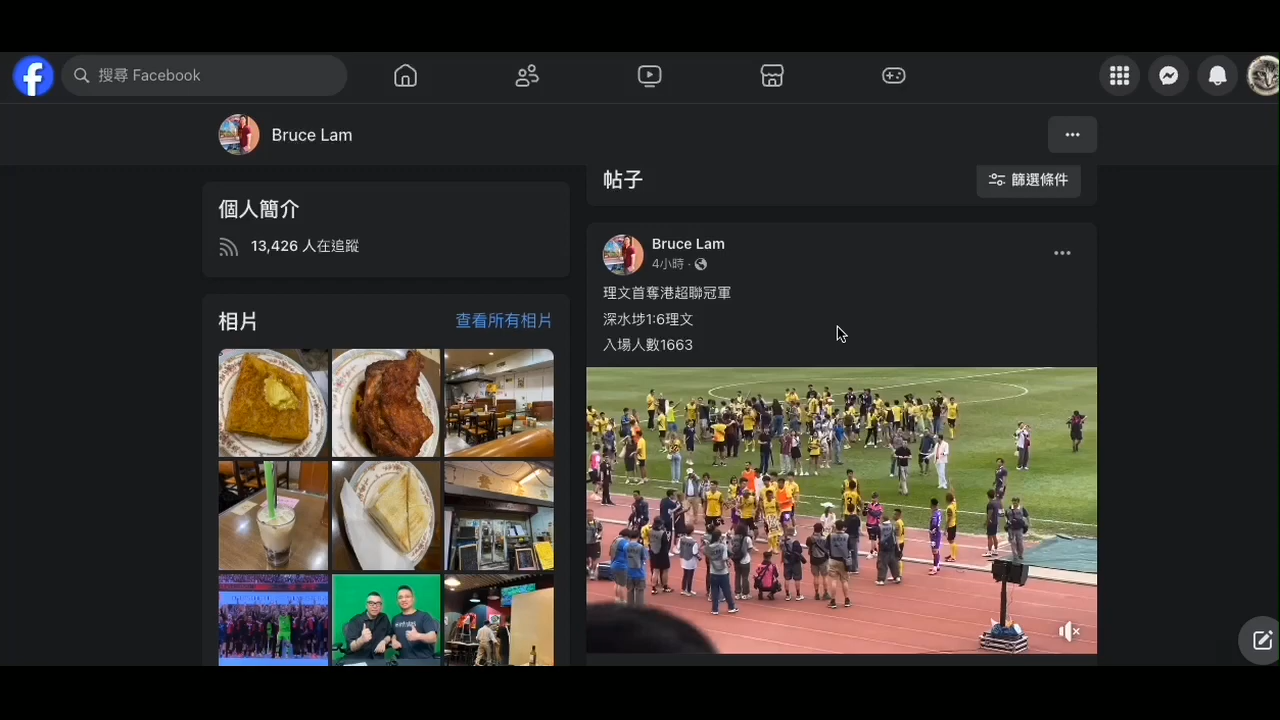 搜尋 Facebook
Bruce Lam
個人簡介
13,426 人在追蹤
相片
查看所有相片
帖子
篩選條件
Bruce Lam
4小時
理文首奪港超聯冠軍
深水埗1:6理文
入場人數1663